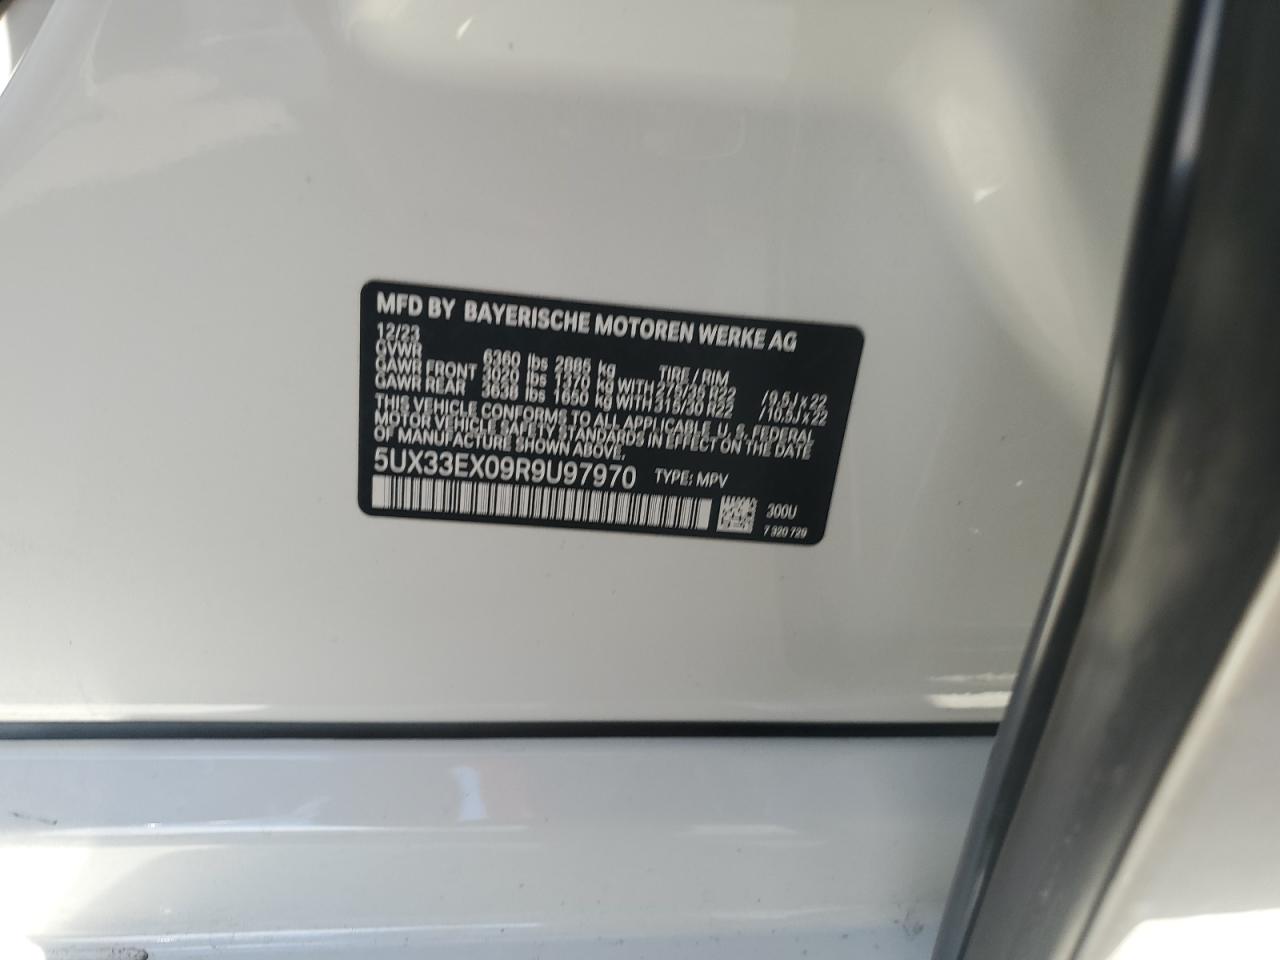 MFD BY BAYERISCHE MOTOREN WERKE AG
12/23
GVWR 6360 lbs 2885 kg TIRE / RIM
GAWR FRONT 3020 lbs 1370 kg WITH 275/35 R22 /9.5J x 22
GAWR REAR 3638 lbs 1650 kg WITH 315/30 R22 /10.5J x 22
THIS VEHICLE CONFORMS TO ALL APPLICABLE U. S. FEDERAL
MOTOR VEHICLE SAFETY STANDARDS IN EFFECT ON THE DATE
OF MANUFACTURE SHOWN ABOVE.
5UX33EX09R9U97970 TYPE: MPV
300U
7 320 729